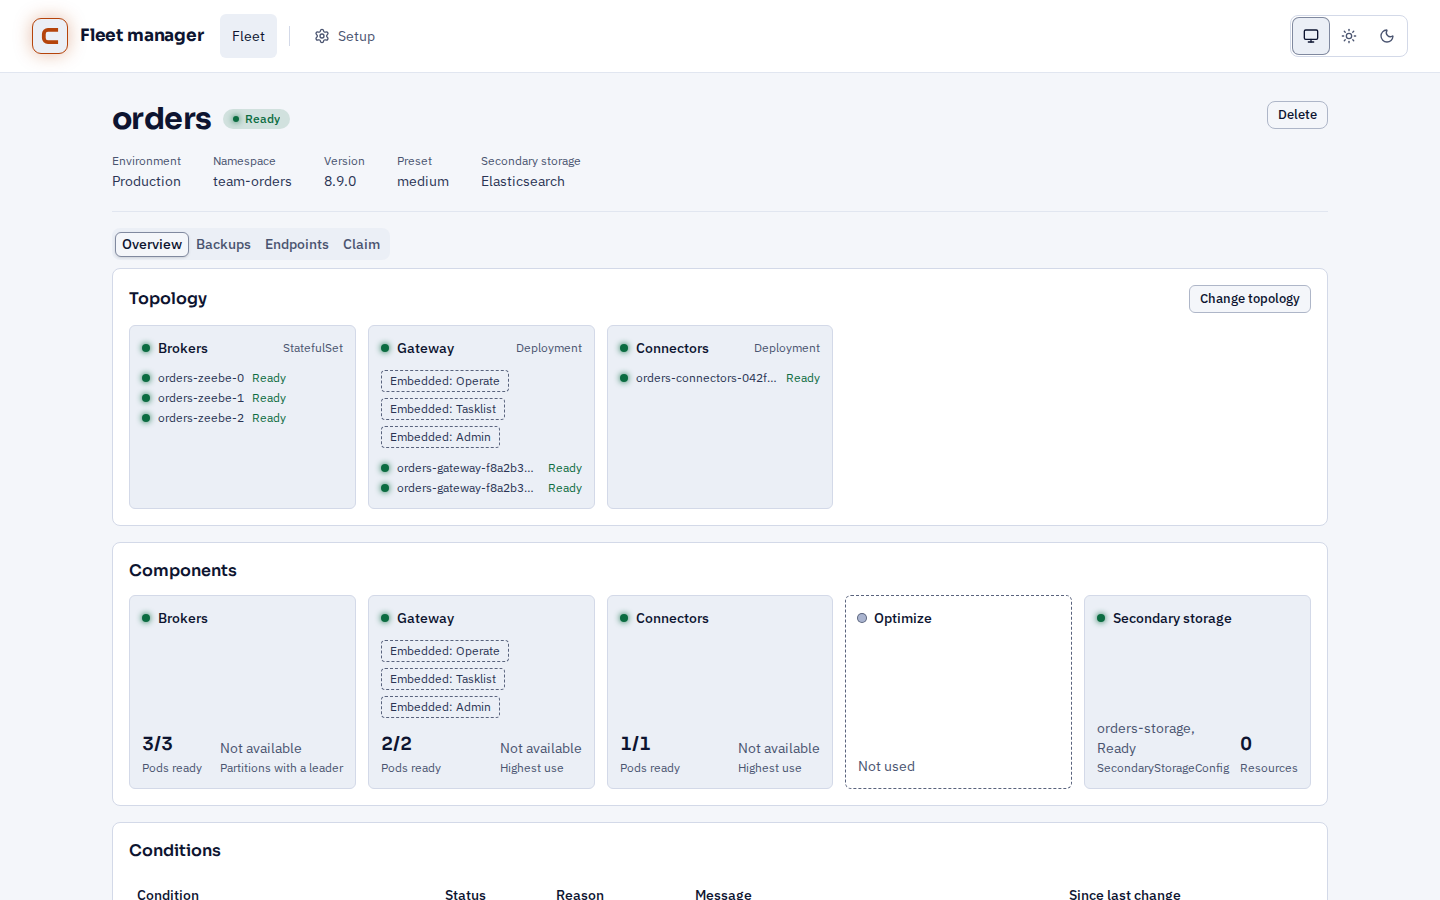 Fleet manager
Fleet
Setup
orders
Ready
Delete
Environment
Production
Namespace
team-orders
Version
8.9.0
Preset
medium
Secondary storage
Elasticsearch
Overview
Backups
Endpoints
Claim
Topology
Change topology
Brokers
StatefulSet
orders-zeebe-0 Ready
orders-zeebe-1 Ready
orders-zeebe-2 Ready
Gateway
Deployment
Embedded: Operate
Embedded: Tasklist
Embedded: Admin
orders-gateway-f8a2b3... Ready
orders-gateway-f8a2b3... Ready
Connectors
Deployment
orders-connectors-042f... Ready
Components
Brokers
3/3
Pods ready
Not available
Partitions with a leader
Gateway
Embedded: Operate
Embedded: Tasklist
Embedded: Admin
2/2
Pods ready
Not available
Highest use
Connectors
1/1
Pods ready
Not available
Highest use
Optimize
Not used
Secondary storage
orders-storage,
Ready
SecondaryStorageConfig
0
Resources
Conditions
Condition
Status
Reason
Message
Since last change